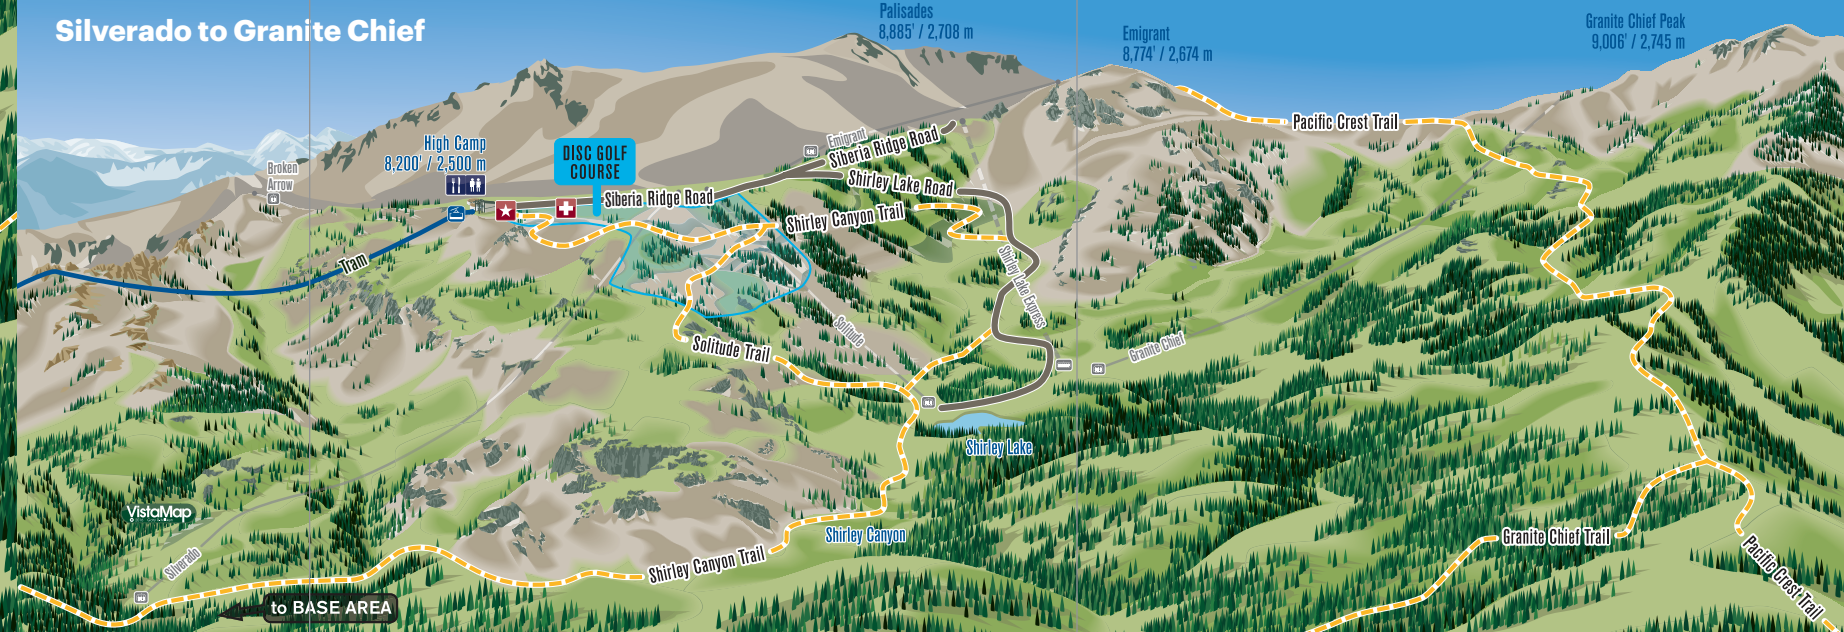 Silverado to Granite Chief
Palisades
8,885' / 2,708 m
Emigrant
8,774' / 2,674 m
Granite Chief Peak
9,006' / 2,745 m
Pacific Crest Trail
High Camp
8,200' / 2,500 m
DISC GOLF
COURSE
Broken
Arrow
Emigrant
Siberia Ridge Road
Shirley Lake Road
Siberia Ridge Road
Shirley Canyon Trail
Tram
Shirley Lake Express
Solitude
Solitude Trail
Granite Chief
Shirley Lake
VistaMap
Shirley Canyon
Granite Chief Trail
Pacific Crest Trail
Silverado
Shirley Canyon Trail
to BASE AREA